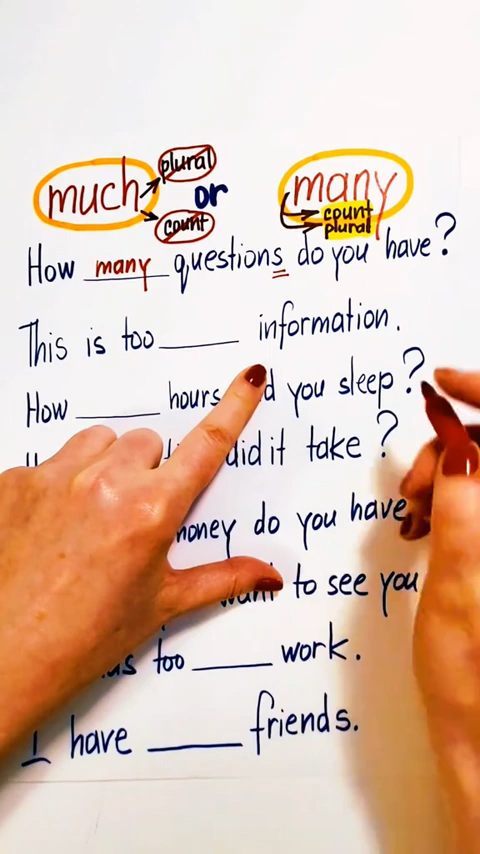 much plural or many
count count
plural
How many questions do you have?
This is too ____ information.
How ____ hours you sleep?
did it take?
money do you have
want to see you
too ____ work.
I have ____ friends.